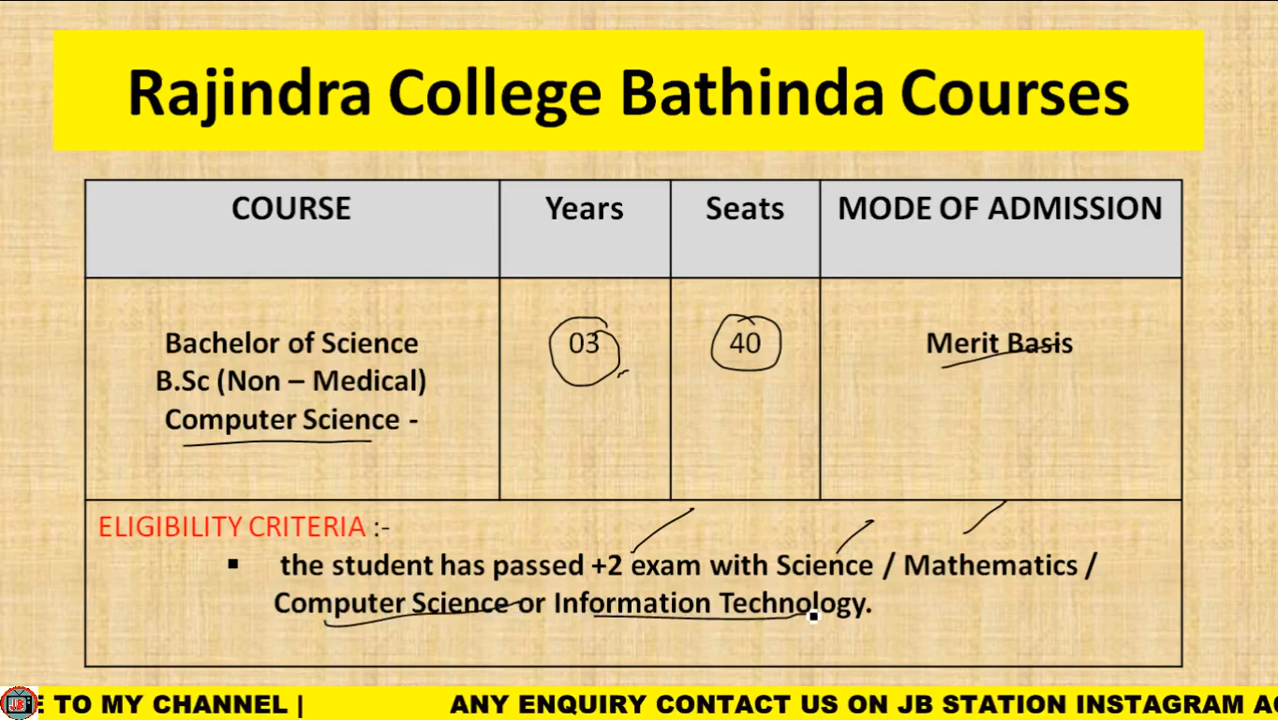 Rajindra College Bathinda Courses
COURSE Years Seats MODE OF ADMISSION
Bachelor of Science
B.Sc (Non – Medical)
Computer Science -
03 40 Merit Basis
ELIGIBILITY CRITERIA :-
▪ the student has passed +2 exam with Science / Mathematics /
Computer Science or Information Technology.
JB
E TO MY CHANNEL | ANY ENQUIRY CONTACT US ON JB STATION INSTAGRAM AC